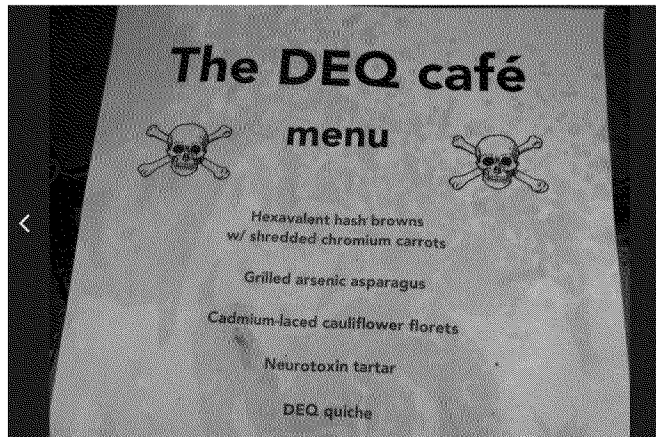 The DEQ café
menu
Hexavalent hash browns
w/ shredded chromium carrots
Grilled arsenic asparagus
Cadmium-laced cauliflower florets
Neurotoxin tartar
DEQ quiche